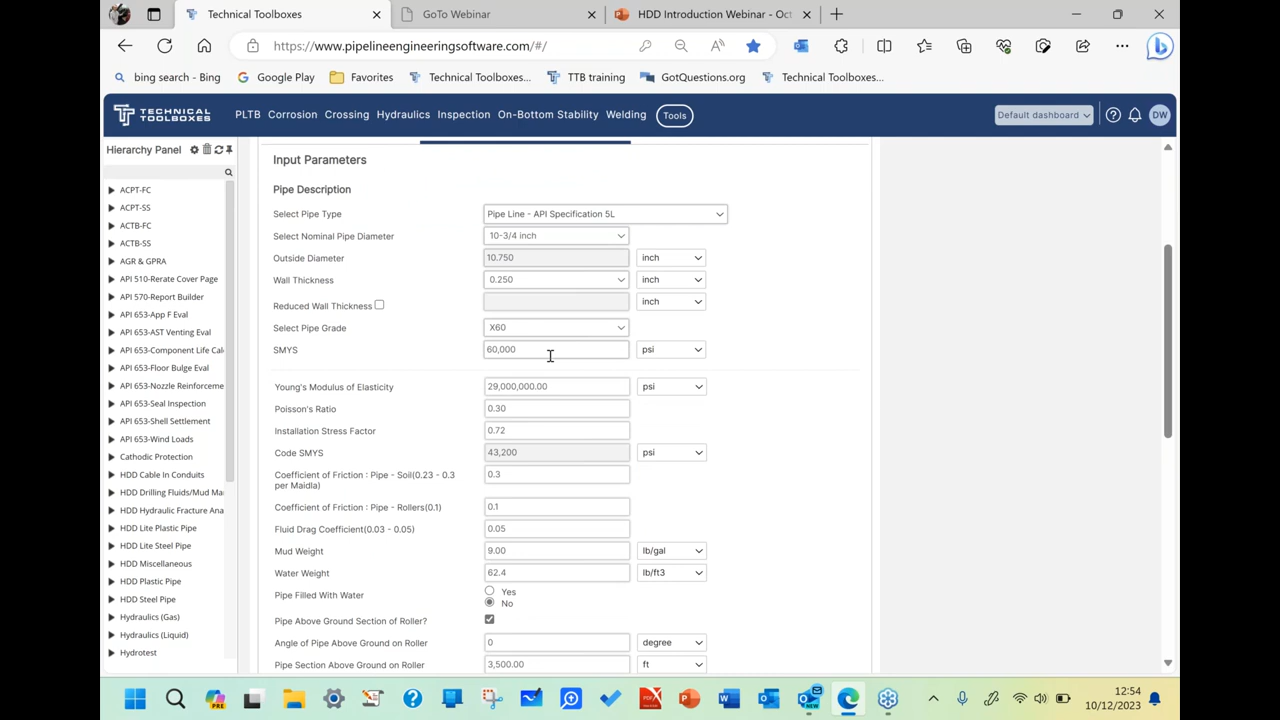 Technical Toolboxes
GoTo Webinar
HDD Introduction Webinar - Oct
https://www.pipelineengineeringsoftware.com/#/
bing search - Bing
Google Play
Favorites
Technical Toolboxes...
TTB training
GotQuestions.org
Technical Toolboxes...
TECHNICAL TOOLBOXES
PLTB Corrosion Crossing Hydraulics Inspection On-Bottom Stability Welding Tools
Default dashboard
DW
Hierarchy Panel
ACPT-FC
ACPT-SS
ACTB-FC
ACTB-SS
AGR & GPRA
API 510-Rerate Cover Page
API 570-Report Builder
API 653-App F Eval
API 653-AST Venting Eval
API 653-Component Life Cal
API 653-Floor Bulge Eval
API 653-Nozzle Reinforceme
API 653-Seal Inspection
API 653-Shell Settlement
API 653-Wind Loads
Cathodic Protection
HDD Cable In Conduits
HDD Drilling Fluids/Mud Ma
HDD Hydraulic Fracture Ana
HDD Lite Plastic Pipe
HDD Lite Steel Pipe
HDD Miscellaneous
HDD Plastic Pipe
HDD Steel Pipe
Hydraulics (Gas)
Hydraulics (Liquid)
Hydrotest
Input Parameters
Pipe Description
Select Pipe Type Pipe Line - API Specification 5L
Select Nominal Pipe Diameter 10-3/4 inch
Outside Diameter 10.750 inch
Wall Thickness 0.250 inch
Reduced Wall Thickness inch
Select Pipe Grade X60
SMYS 60,000 psi
Young's Modulus of Elasticity 29,000,000.00 psi
Poisson's Ratio 0.30
Installation Stress Factor 0.72
Code SMYS 43,200 psi
Coefficient of Friction : Pipe - Soil(0.23 - 0.3 0.3
per Maidla)
Coefficient of Friction : Pipe - Rollers(0.1) 0.1
Fluid Drag Coefficient(0.03 - 0.05) 0.05
Mud Weight 9.00 lb/gal
Water Weight 62.4 lb/ft3
Pipe Filled With Water Yes
No
Pipe Above Ground Section of Roller?
Angle of Pipe Above Ground on Roller 0 degree
Pipe Section Above Ground on Roller 3,500.00 ft
12:54
10/12/2023